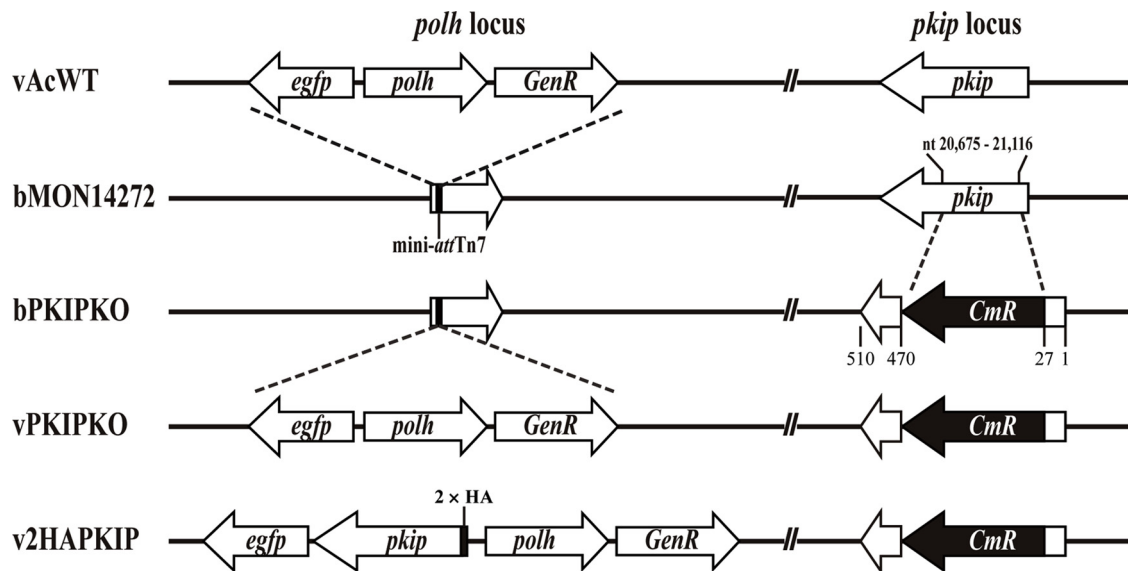 polh locus pkip locus
vAcWT egfp polh GenR // pkip
nt 20,675 - 21,116
bMON14272 // pkip
mini-attTn7
bPKIPKO // CmR
510 470 27 1
vPKIPKO egfp polh GenR // CmR
2 × HA
v2HAPKIP egfp pkip polh GenR // CmR